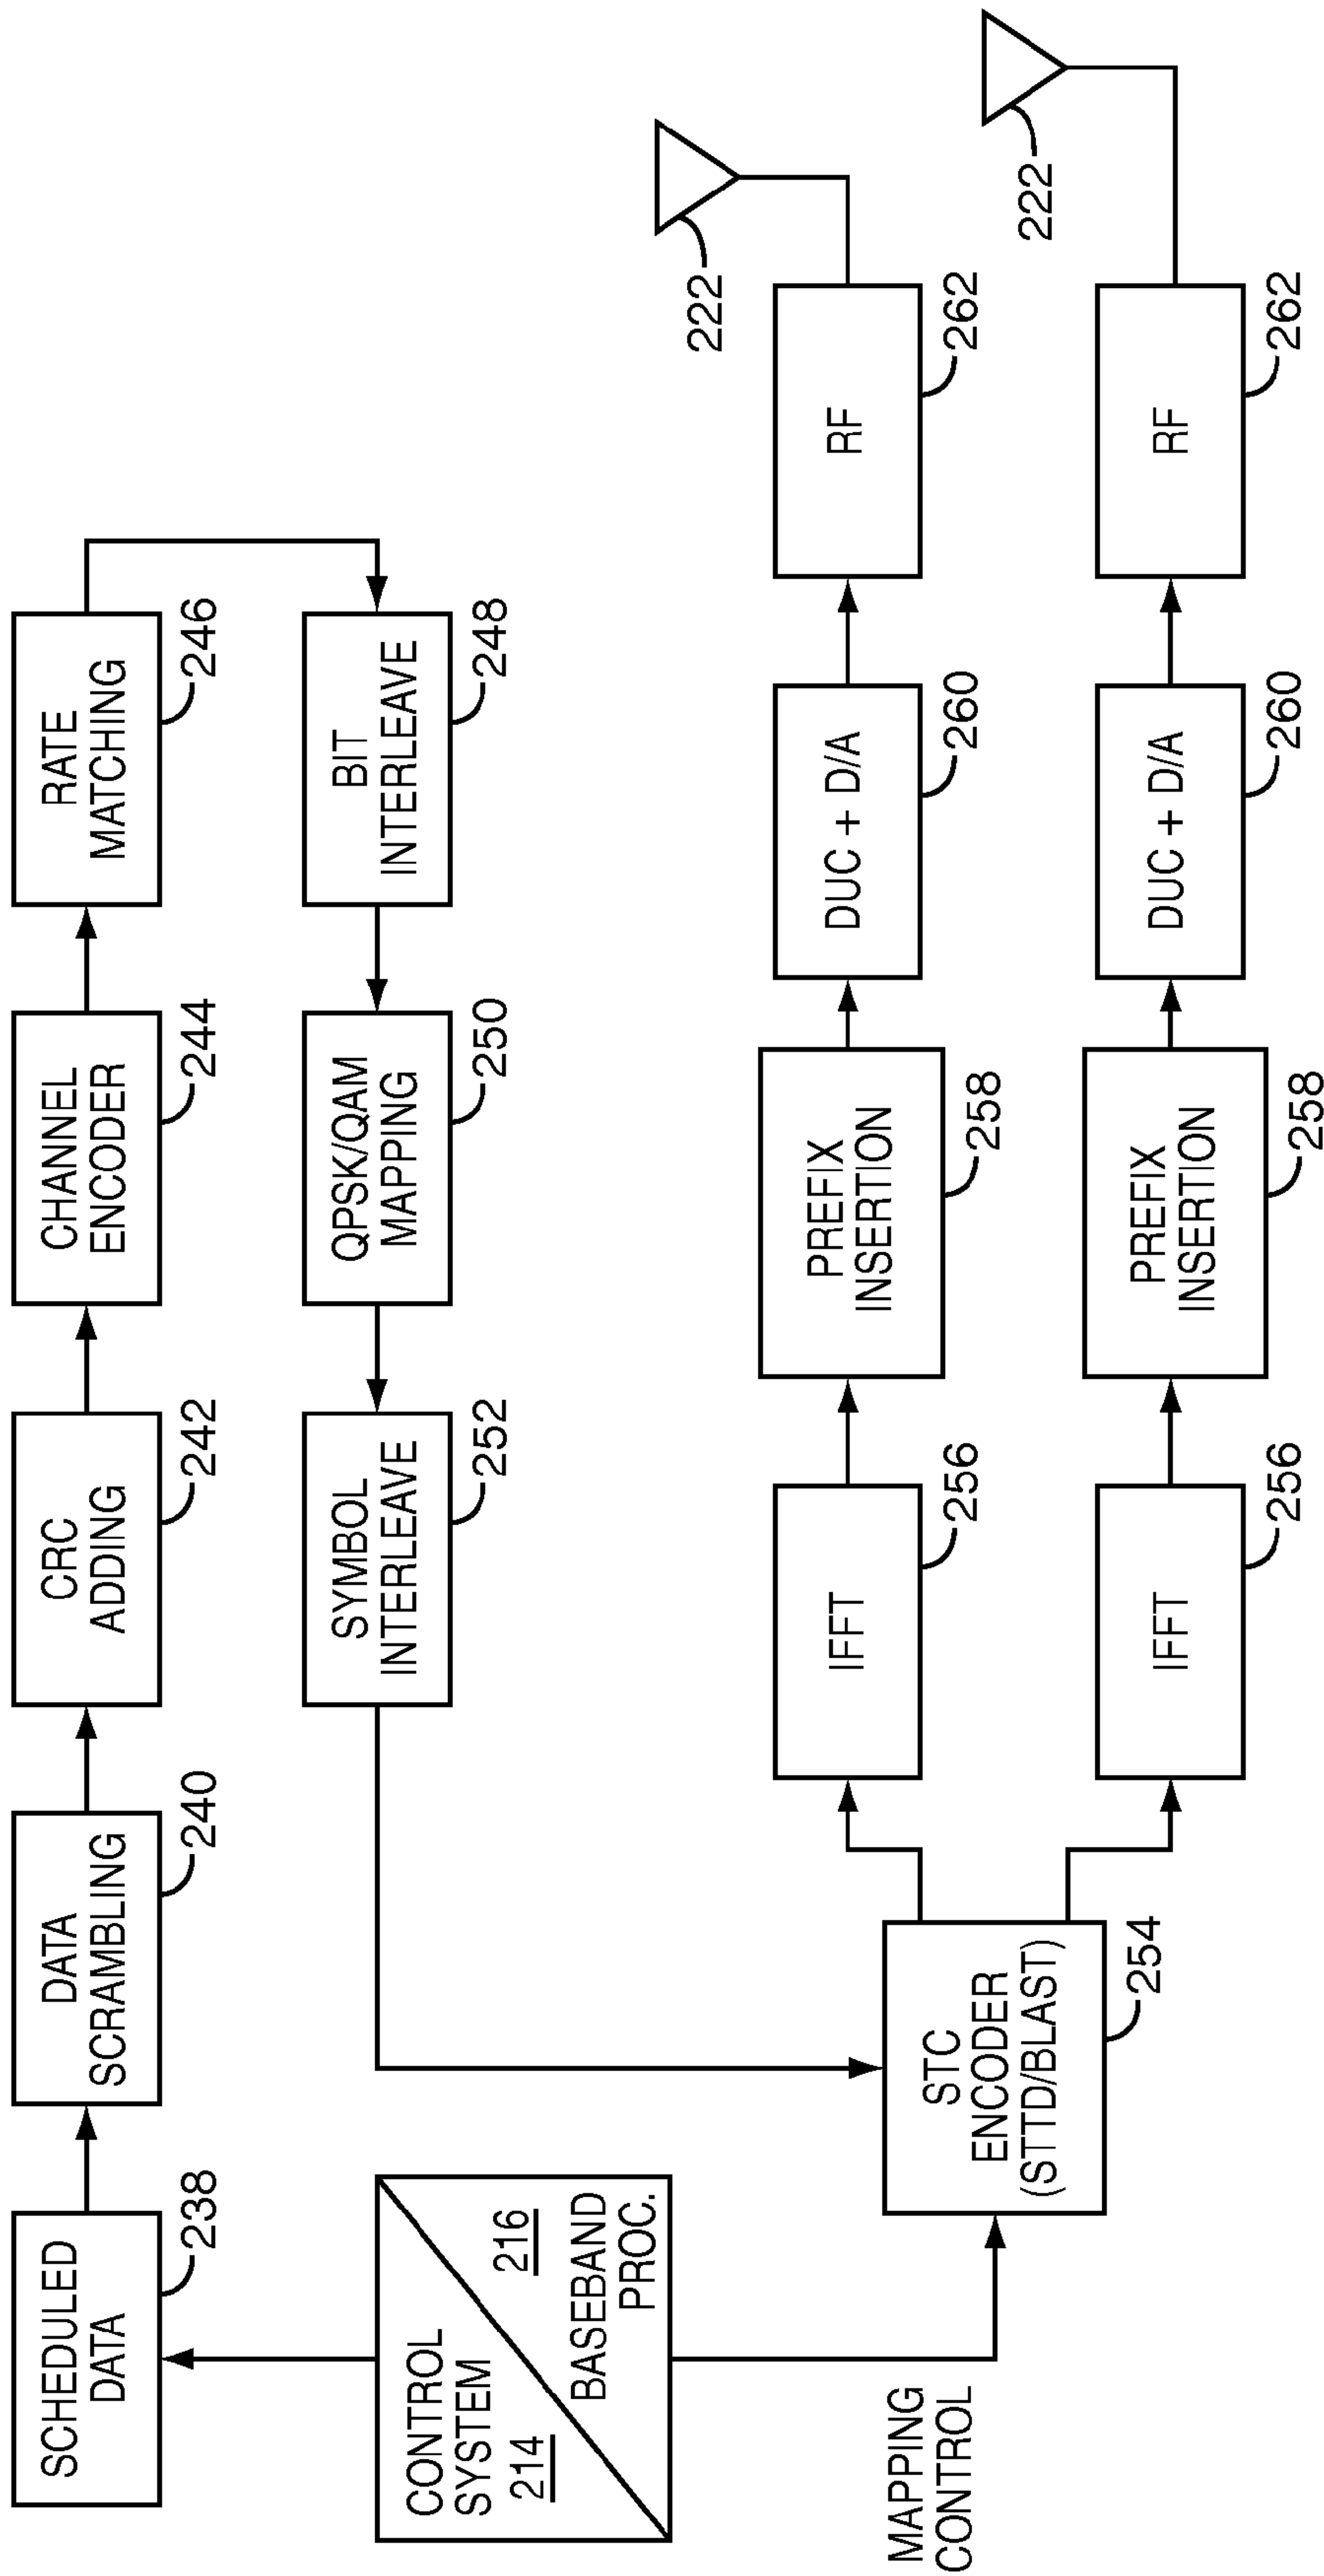 SCHEDULED
DATA
238
DATA
SCRAMBLING
240
CRC
ADDING
242
CHANNEL
ENCODER
244
RATE
MATCHING
246
CONTROL
SYSTEM
214
216
BASEBAND
PROC.
SYMBOL
INTERLEAVE
252
QPSK/QAM
MAPPING
250
BIT
INTERLEAVE
248
MAPPING
CONTROL
STC
ENCODER
(STTD/BLAST)
254
IFFT
256
PREFIX
INSERTION
258
DUC + D/A
260
RF
262
222
IFFT
256
PREFIX
INSERTION
258
DUC + D/A
260
RF
262
222